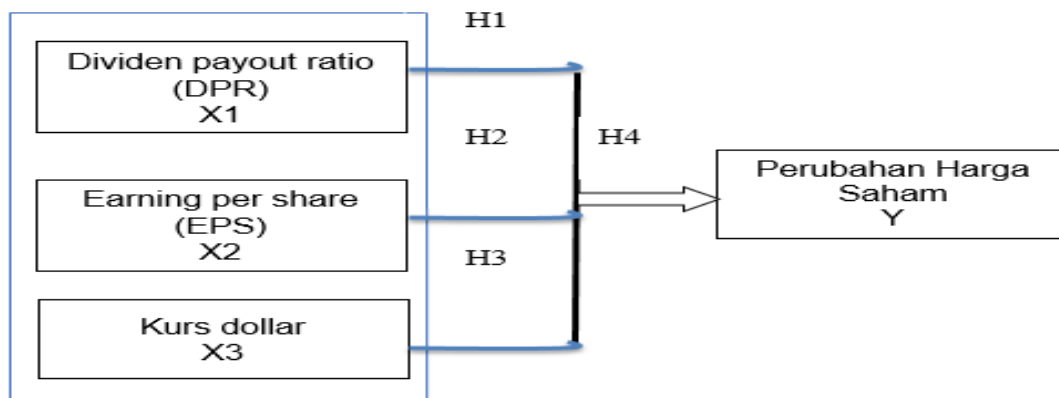 H1
Dividen payout ratio
(DPR)
X1
H2
H4
Perubahan Harga
Saham
Y
Earning per share
(EPS)
X2
H3
Kurs dollar
X3